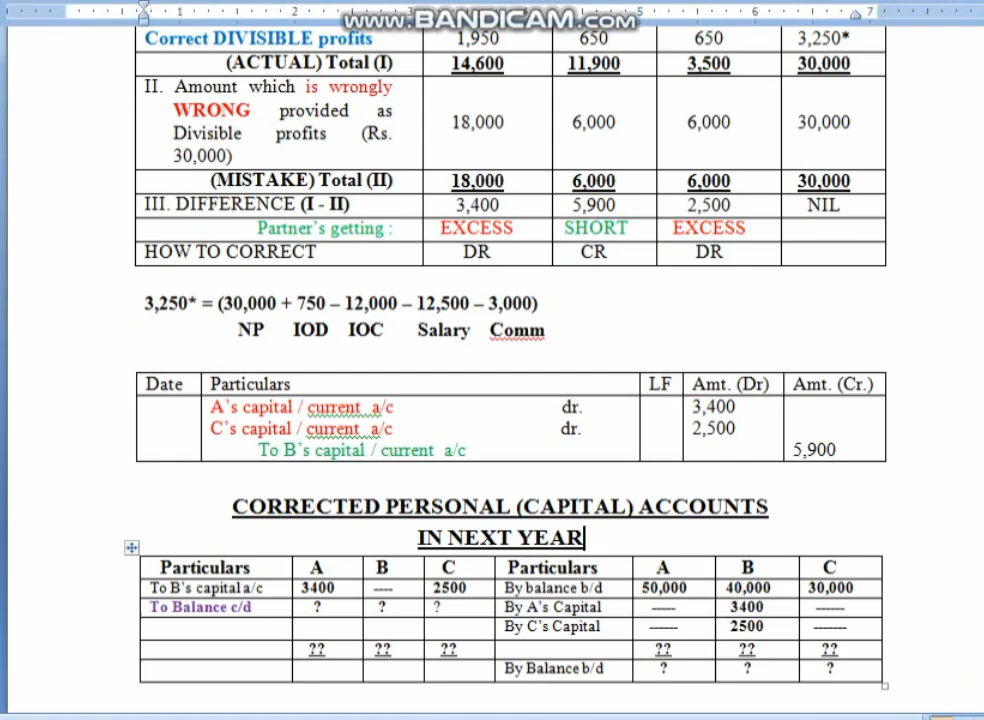 1 2 3 5 6 7
www.BANDICAM.com
Correct DIVISIBLE profits 1,950 650 650 3,250*
(ACTUAL) Total (I) 14,600 11,900 3,500 30,000
II. Amount which is wrongly
WRONG provided as
Divisible profits (Rs.
30,000)
18,000 6,000 6,000 30,000
(MISTAKE) Total (II) 18,000 6,000 6,000 30,000
III. DIFFERENCE (I - II) 3,400 5,900 2,500 NIL
Partner's getting : EXCESS SHORT EXCESS
HOW TO CORRECT DR CR DR
3,250* = (30,000 + 750 – 12,000 – 12,500 – 3,000)
NP IOD IOC Salary Comm
Date Particulars LF Amt. (Dr) Amt. (Cr.)
A's capital / current a/c dr. 3,400
C's capital / current a/c dr. 2,500
To B's capital / current a/c 5,900
CORRECTED PERSONAL (CAPITAL) ACCOUNTS
IN NEXT YEAR
Particulars A B C Particulars A B C
To B's capital a/c 3400 ---- 2500 By balance b/d 50,000 40,000 30,000
To Balance c/d ? ? ? By A's Capital ----- 3400 ------
By C's Capital ------ 2500 -------
?? ?? ?? ?? ?? ??
By Balance b/d ? ? ?